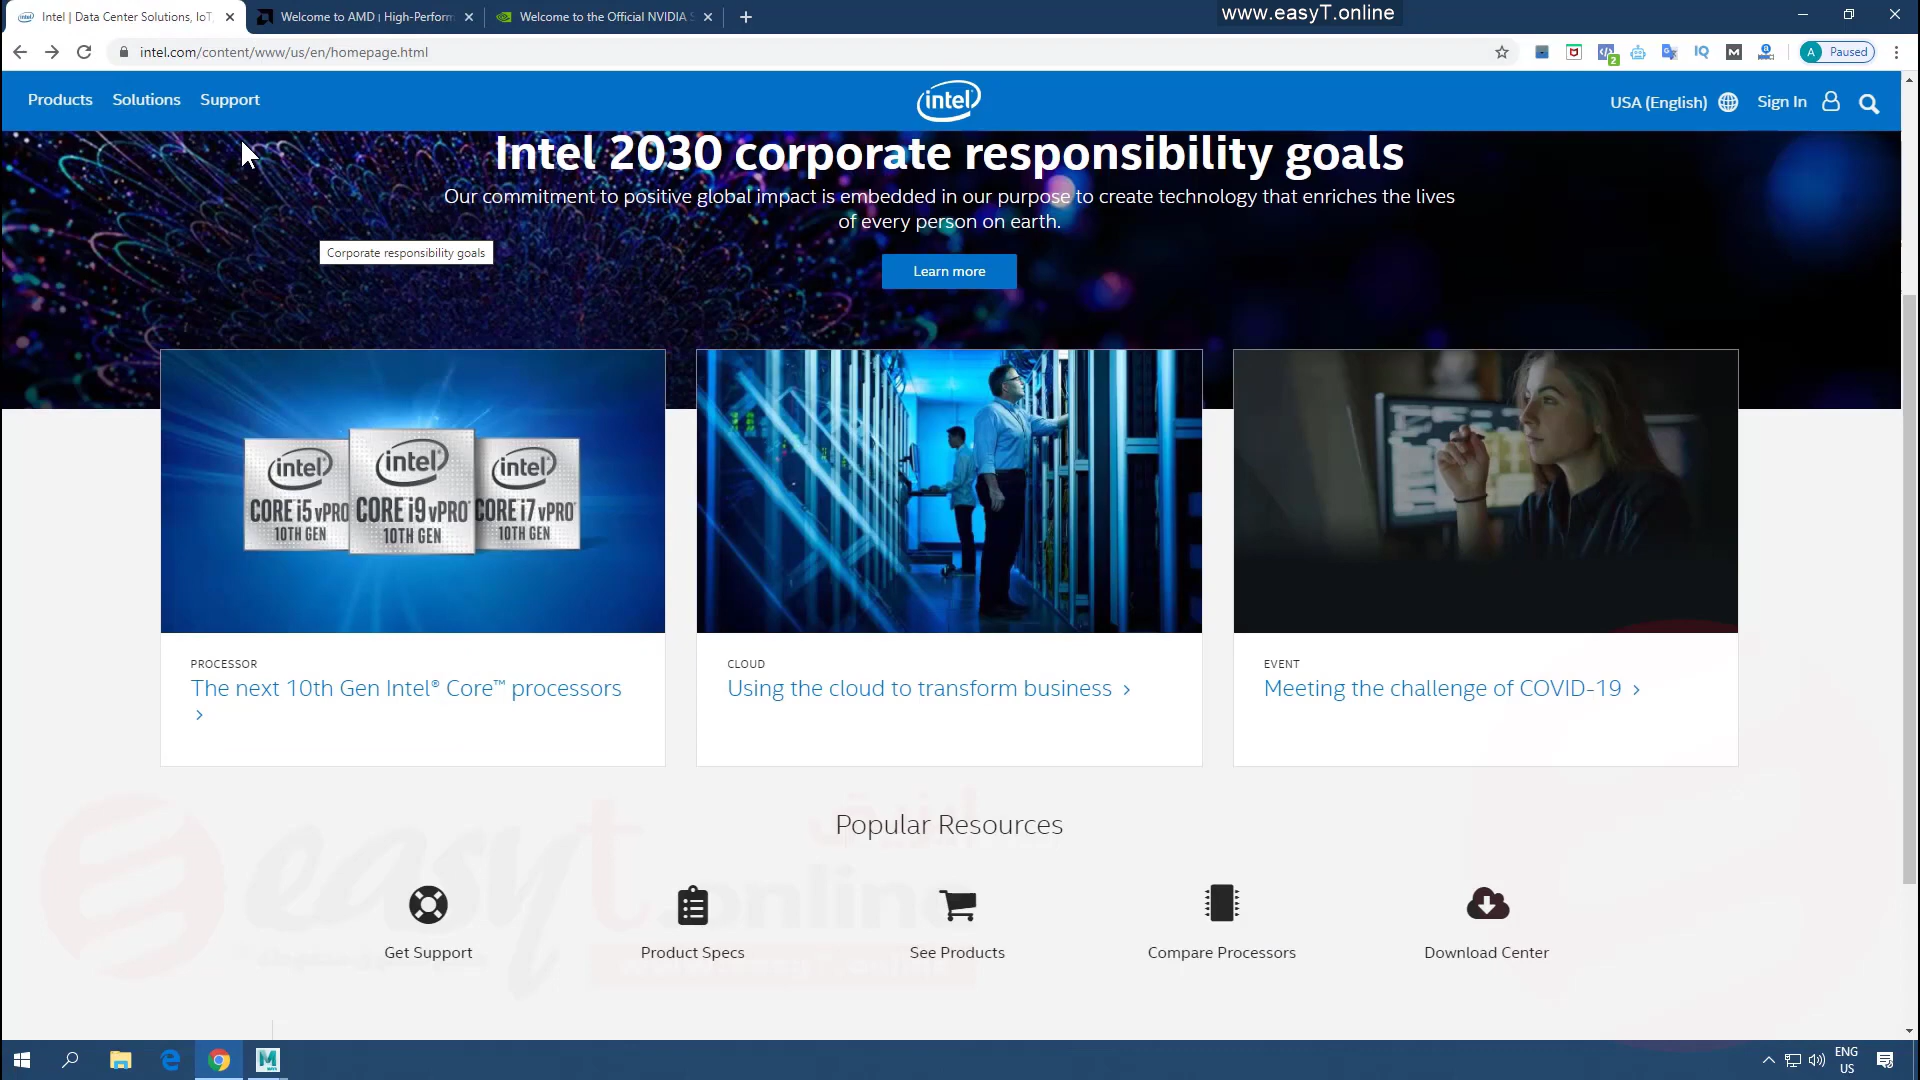 Intel | Data Center Solutions, IoT,
Welcome to AMD | High-Perform
Welcome to the Official NVIDIA S
www.easyT.online
intel.com/content/www/us/en/homepage.html
2
IQ
M
A
Paused
Products
Solutions
Support
intel
USA (English)
Sign In
Intel 2030 corporate responsibility goals
Our commitment to positive global impact is embedded in our purpose to create technology that enriches the lives
of every person on earth.
Corporate responsibility goals
Learn more
intel
CORE i5 vPRO
10TH GEN
intel
CORE i9 vPRO
10TH GEN
intel
CORE i7 vPRO
10TH GEN
PROCESSOR
The next 10th Gen Intel® Core™ processors
CLOUD
Using the cloud to transform business
EVENT
Meeting the challenge of COVID-19
Popular Resources
easyT.online
Get Support
Product Specs
See Products
Compare Processors
Download Center
M
ENG
US